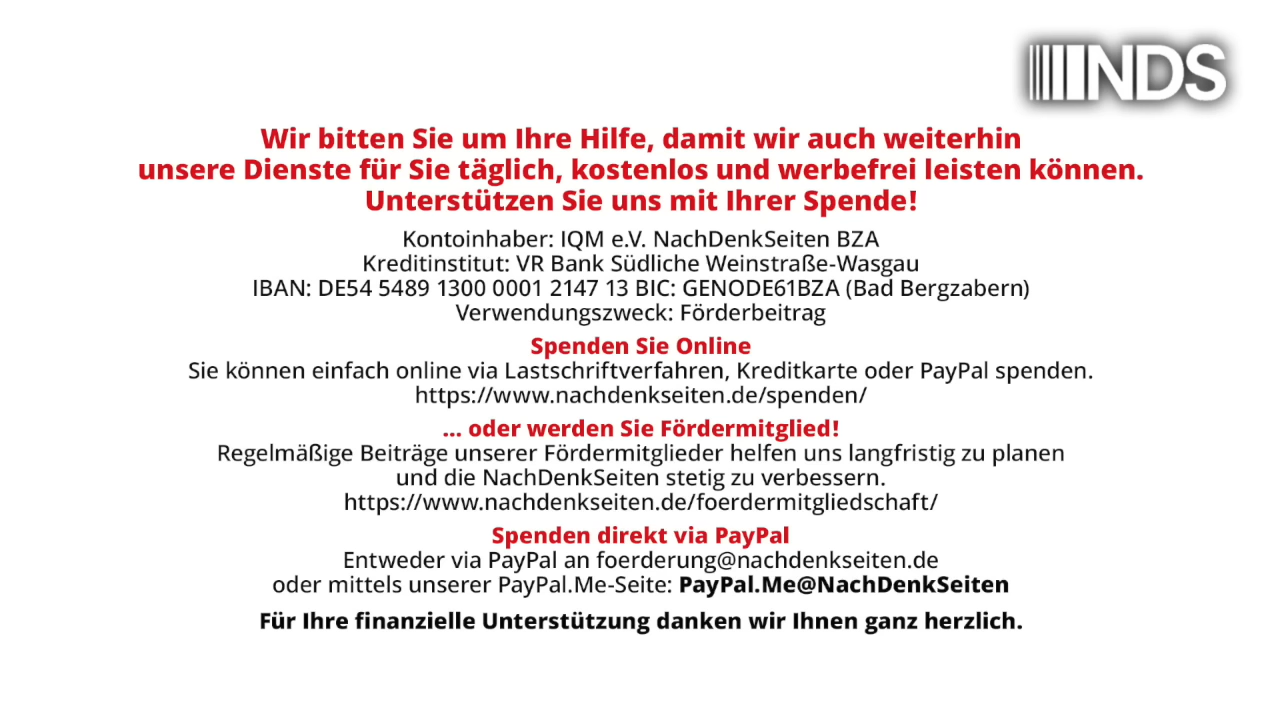 NDS
Wir bitten Sie um Ihre Hilfe, damit wir auch weiterhin
unsere Dienste für Sie täglich, kostenlos und werbefrei leisten können.
Unterstützen Sie uns mit Ihrer Spende!
Kontoinhaber: IQM e.V. NachDenkSeiten BZA
Kreditinstitut: VR Bank Südliche Weinstraße-Wasgau
IBAN: DE54 5489 1300 0001 2147 13 BIC: GENODE61BZA (Bad Bergzabern)
Verwendungszweck: Förderbeitrag
Spenden Sie Online
Sie können einfach online via Lastschriftverfahren, Kreditkarte oder PayPal spenden.
https://www.nachdenkseiten.de/spenden/
... oder werden Sie Fördermitglied!
Regelmäßige Beiträge unserer Fördermitglieder helfen uns langfristig zu planen
und die NachDenkSeiten stetig zu verbessern.
https://www.nachdenkseiten.de/foerdermitgliedschaft/
Spenden direkt via PayPal
Entweder via PayPal an foerderung@nachdenkseiten.de
oder mittels unserer PayPal.Me-Seite: PayPal.Me@NachDenkSeiten
Für Ihre finanzielle Unterstützung danken wir Ihnen ganz herzlich.